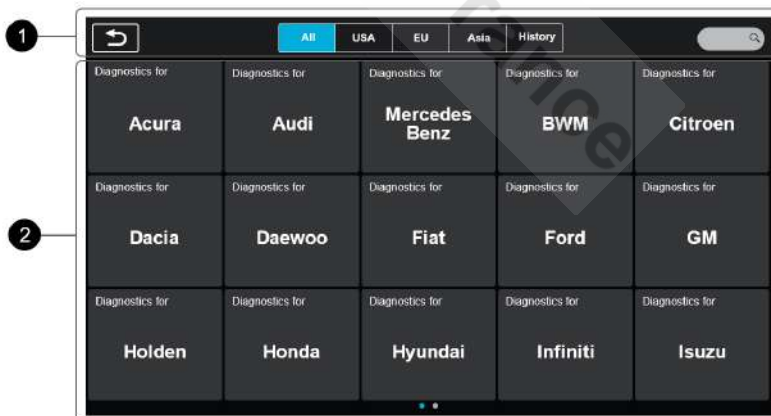 1
All USA EU Asia History
2
Diagnostics for Diagnostics for Diagnostics for Diagnostics for Diagnostics for
Acura Audi Mercedes Benz BWM Citroen
Diagnostics for Diagnostics for Diagnostics for Diagnostics for Diagnostics for
Dacia Daewoo Fiat Ford GM
Diagnostics for Diagnostics for Diagnostics for Diagnostics for Diagnostics for
Holden Honda Hyundai Infiniti Isuzu